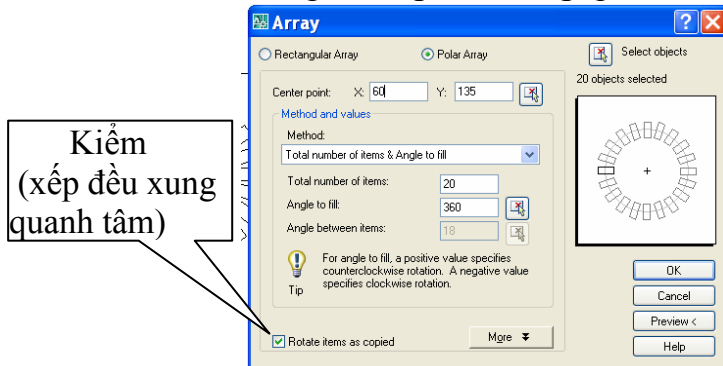 Array
Rectangular Array Polar Array Select objects
20 objects selected
Center point: X: 60 Y: 135
Method and values
Method:
Total number of items & Angle to fill
Total number of items: 20
Angle to fill: 360
Angle between items: 18
For angle to fill, a positive value specifies
counterclockwise rotation. A negative value
specifies clockwise rotation.
Tip
Rotate items as copied More
OK
Cancel
Preview <
Help
Kiểm
(xếp đều xung
quanh tâm)